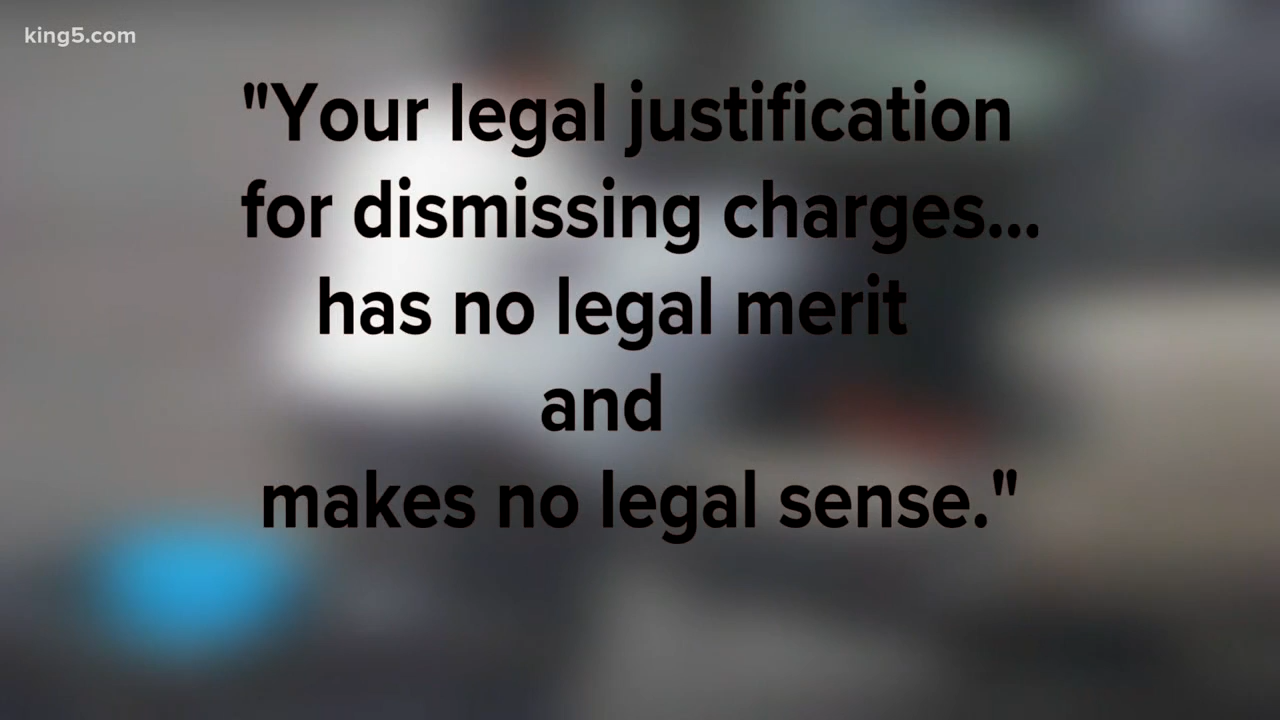 king5.com
"Your legal justification
for dismissing charges...
has no legal merit
and
makes no legal sense."